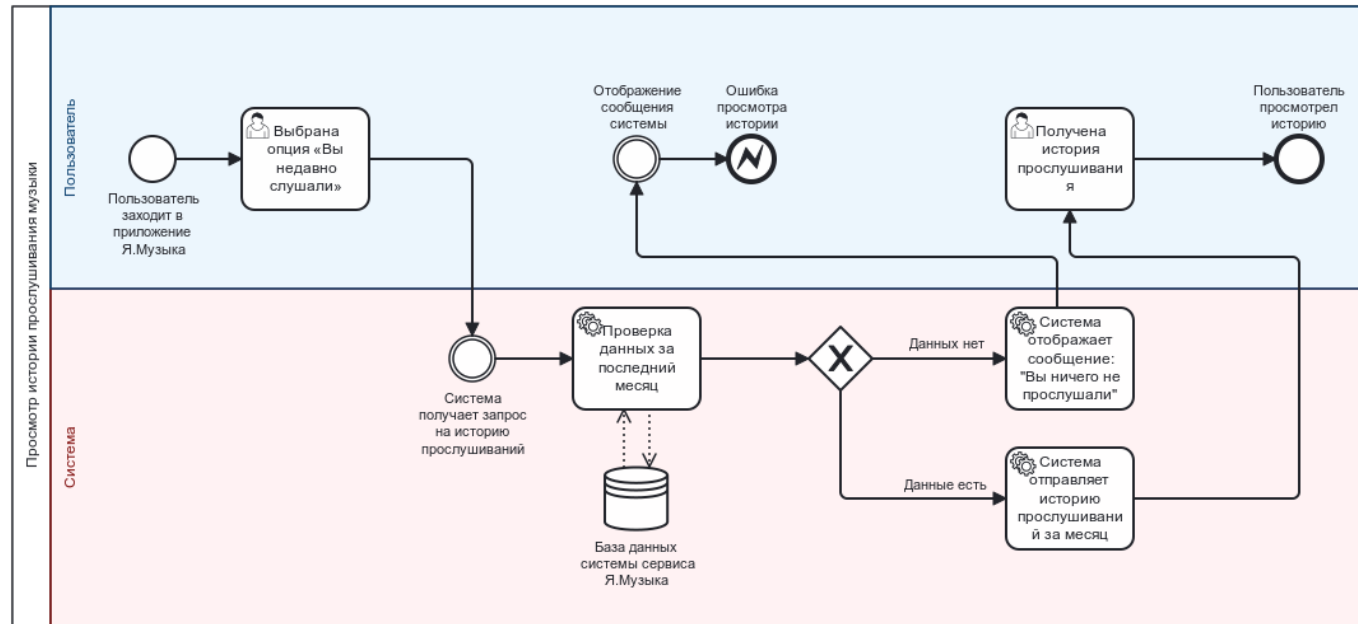 Просмотр истории прослушивания музыки
Пользователь
Пользователь
заходит в
приложение
Я.Музыка
Выбрана
опция «Вы
недавно
слушали»
Отображение
сообщения
системы
Ошибка
просмотра
истории
Получена
история
прослушивани
я
Пользователь
просмотрел
историю
Система
Система
получает запрос
на историю
прослушиваний
Проверка
данных за
последний
месяц
База данных
системы сервиса
Я.Музыка
Данных нет
Система
отображает
сообщение:
"Вы ничего не
прослушали"
Данные есть
Система
отправляет
историю
прослушивани
й за месяц